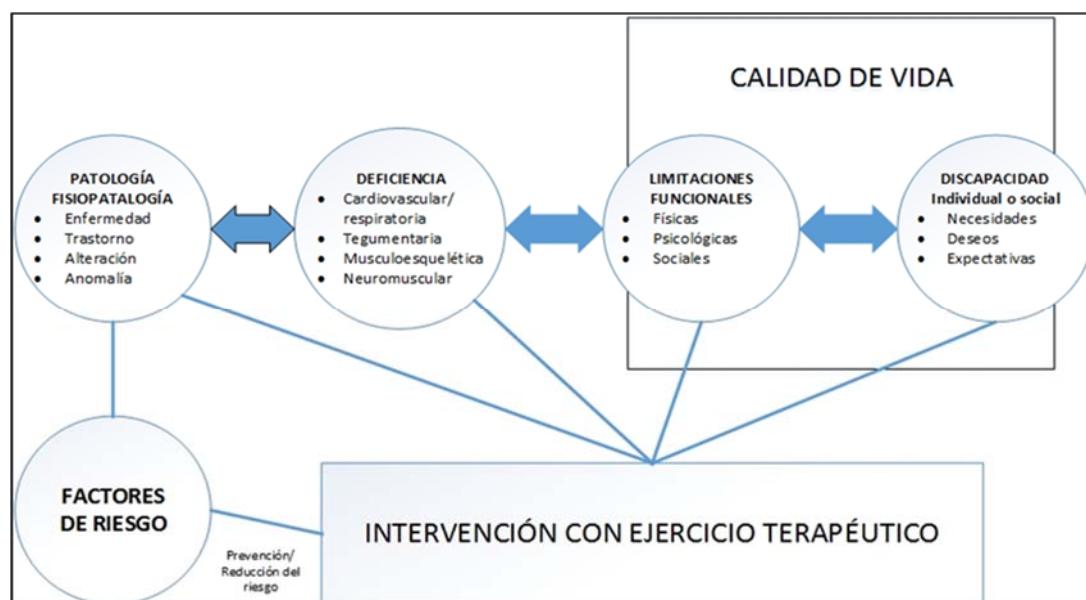 CALIDAD DE VIDA
PATOLOGÍA
FISIOPATALOGÍA
• Enfermedad
• Trastorno
• Alteración
• Anomalía
DEFICIENCIA
• Cardiovascular/
respiratoria
• Tegumentaria
• Musculoesquelética
• Neuromuscular
LIMITACIONES
FUNCIONALES
• Físicas
• Psicológicas
• Sociales
DISCAPACIDAD
Individual o social
• Necesidades
• Deseos
• Expectativas
FACTORES
DE RIESGO
Prevención/
Reducción del
riesgo
INTERVENCIÓN CON EJERCICIO TERAPÉUTICO